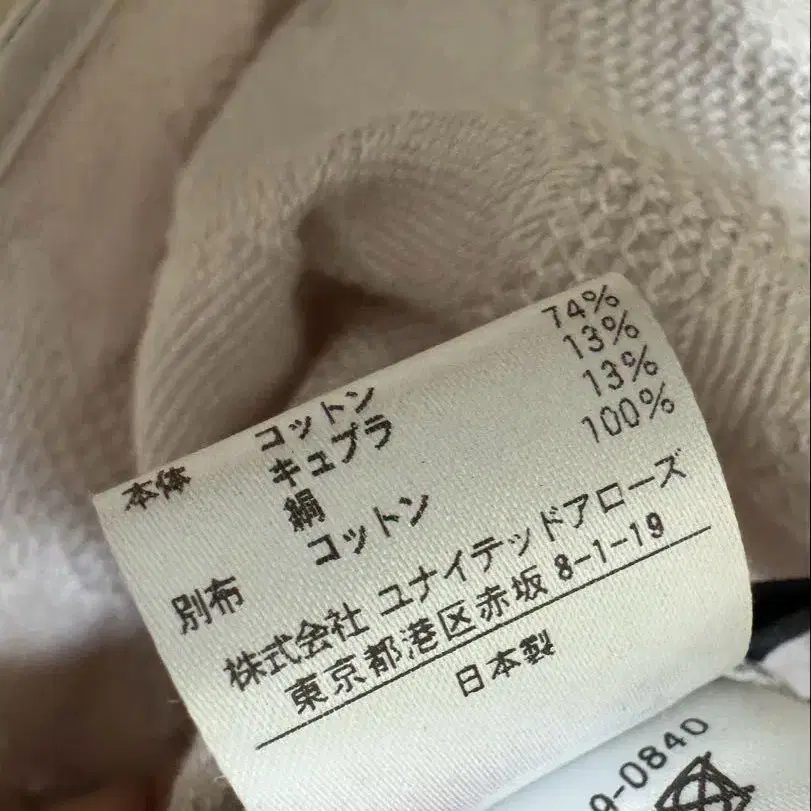 本体 コットン 74%
キュプラ 13%
絹 13%
別布 コットン 100%
株式会社 ユナイテッドアローズ
東京都港区赤坂 8-1-19
日本製
9-0840